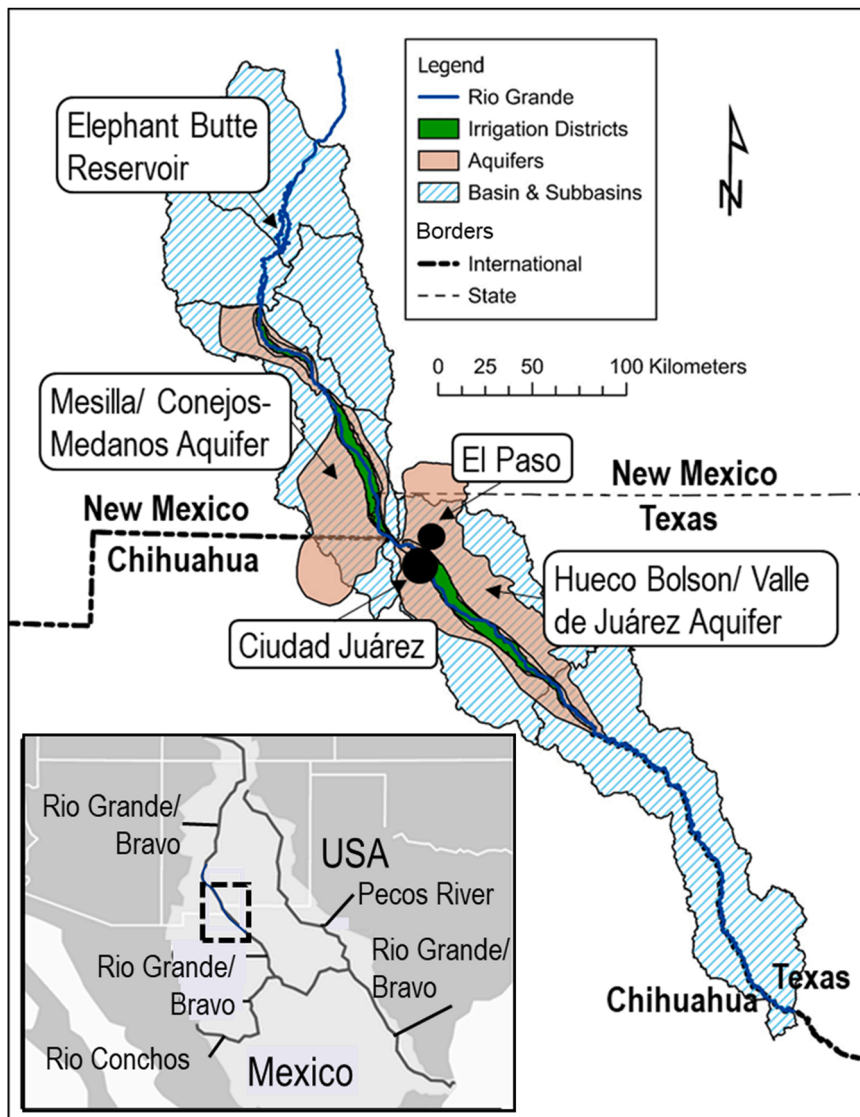 Elephant Butte
Reservoir
Legend
Rio Grande
Irrigation Districts
Aquifers
Basin & Subbasins
Borders
International
State
N
0 25 50 100 Kilometers
Mesilla/ Conejos-
Medanos Aquifer
El Paso
New Mexico
Texas
New Mexico
Chihuahua
Hueco Bolson/ Valle
de Juárez Aquifer
Ciudad Juárez
Rio Grande/
Bravo
USA
Pecos River
Rio Grande/
Bravo
Rio Grande/
Bravo
Rio Conchos
Mexico
Texas
Chihuahua